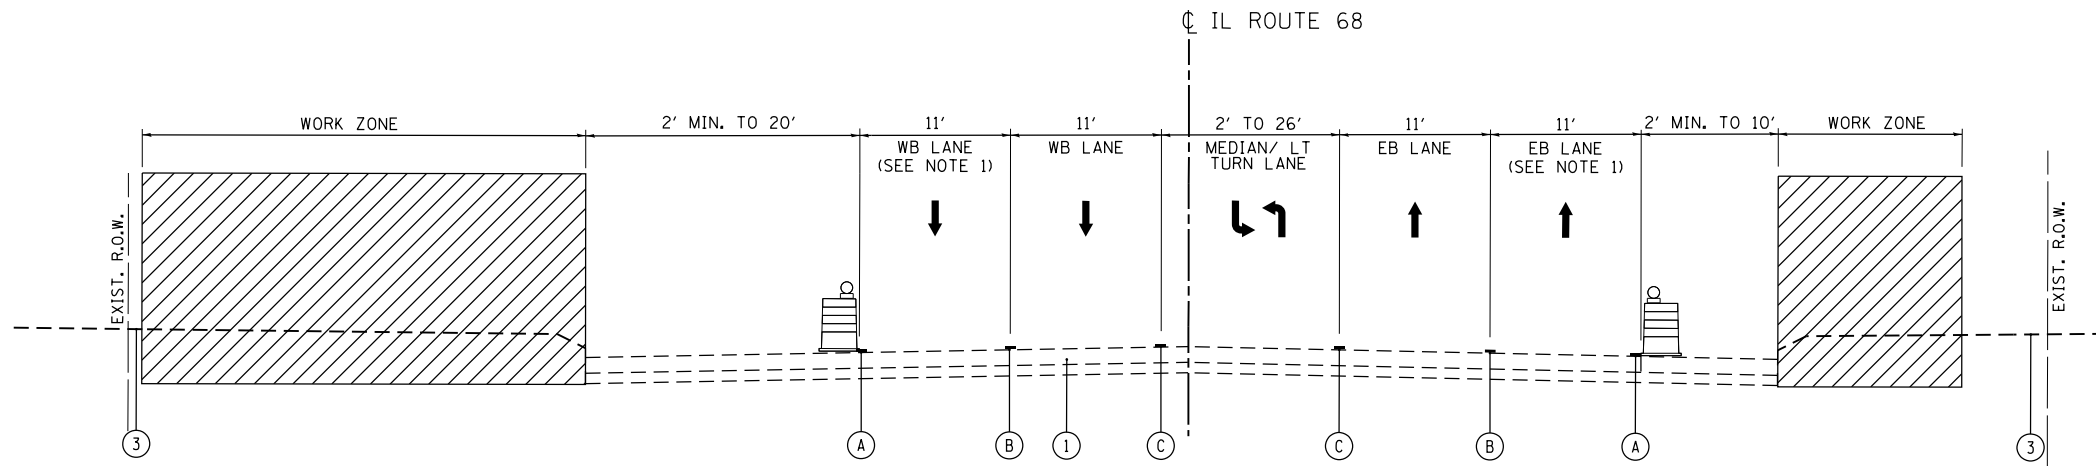 ℄ IL ROUTE 68
WORK ZONE
2' MIN. TO 20'
11'
11'
2' TO 26'
11'
11'
2' MIN. TO 10'
WORK ZONE
WB LANE
(SEE NOTE 1)
WB LANE
MEDIAN/ LT
TURN LANE
EB LANE
EB LANE
(SEE NOTE 1)
EXIST. R.O.W.
EXIST. R.O.W.
3
A
B
1
C
C
B
A
3